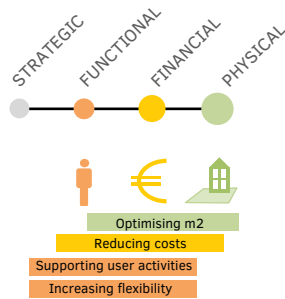 STRATEGIC
FUNCTIONAL
FINANCIAL
PHYSICAL
€
Optimising m2
Reducing costs
Supporting user activities
Increasing flexibility